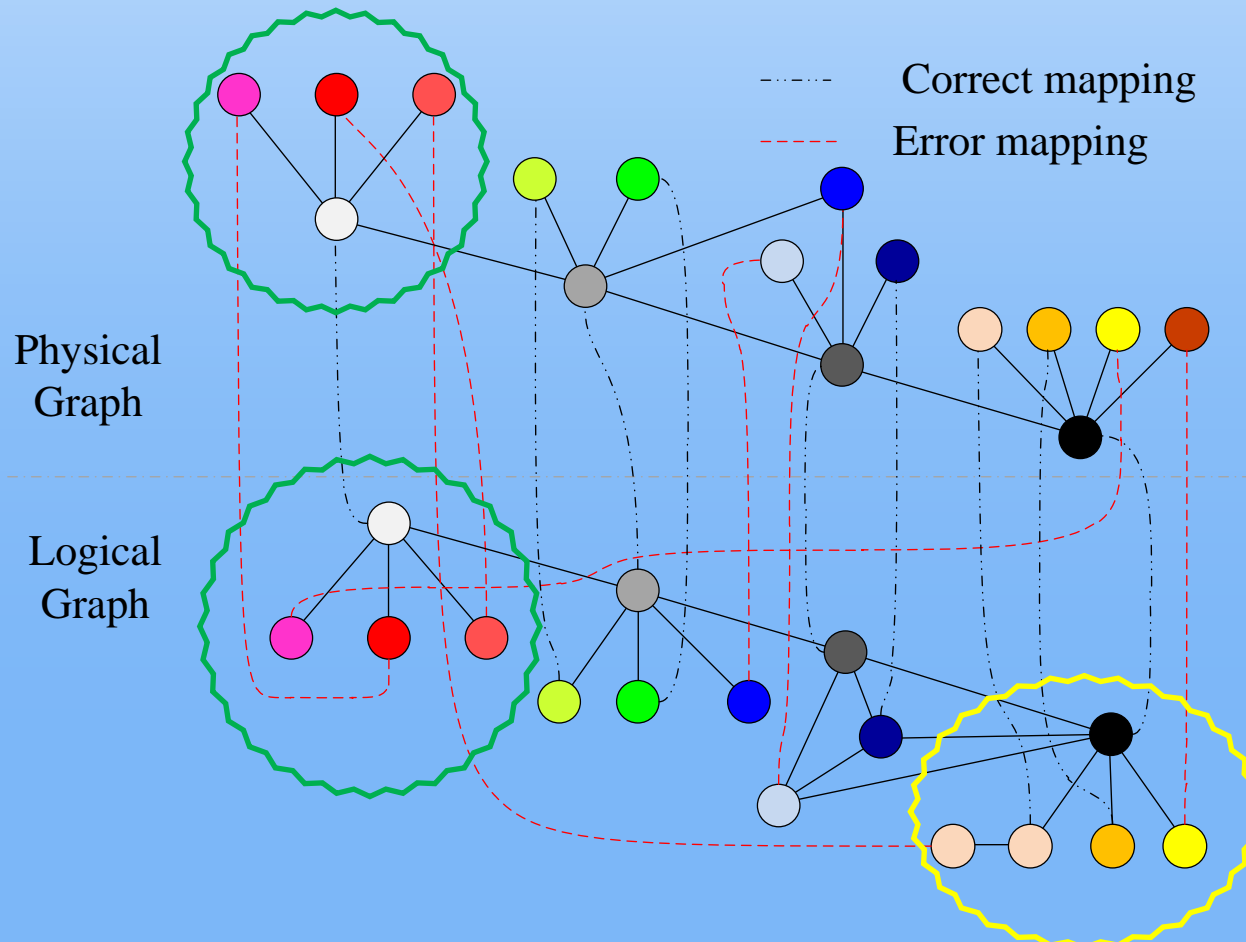 Correct mapping
Error mapping
Physical
Graph
Logical
Graph